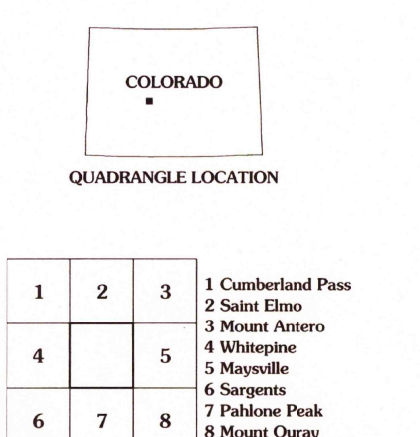 COLORADO
QUADRANGLE LOCATION
1 2 3
4 5
6 7 8
1 Cumberland Pass
2 Saint Elmo
3 Mount Antero
4 Whitepine
5 Maysville
6 Sargents
7 Pahlone Peak
8 Mount Ouray